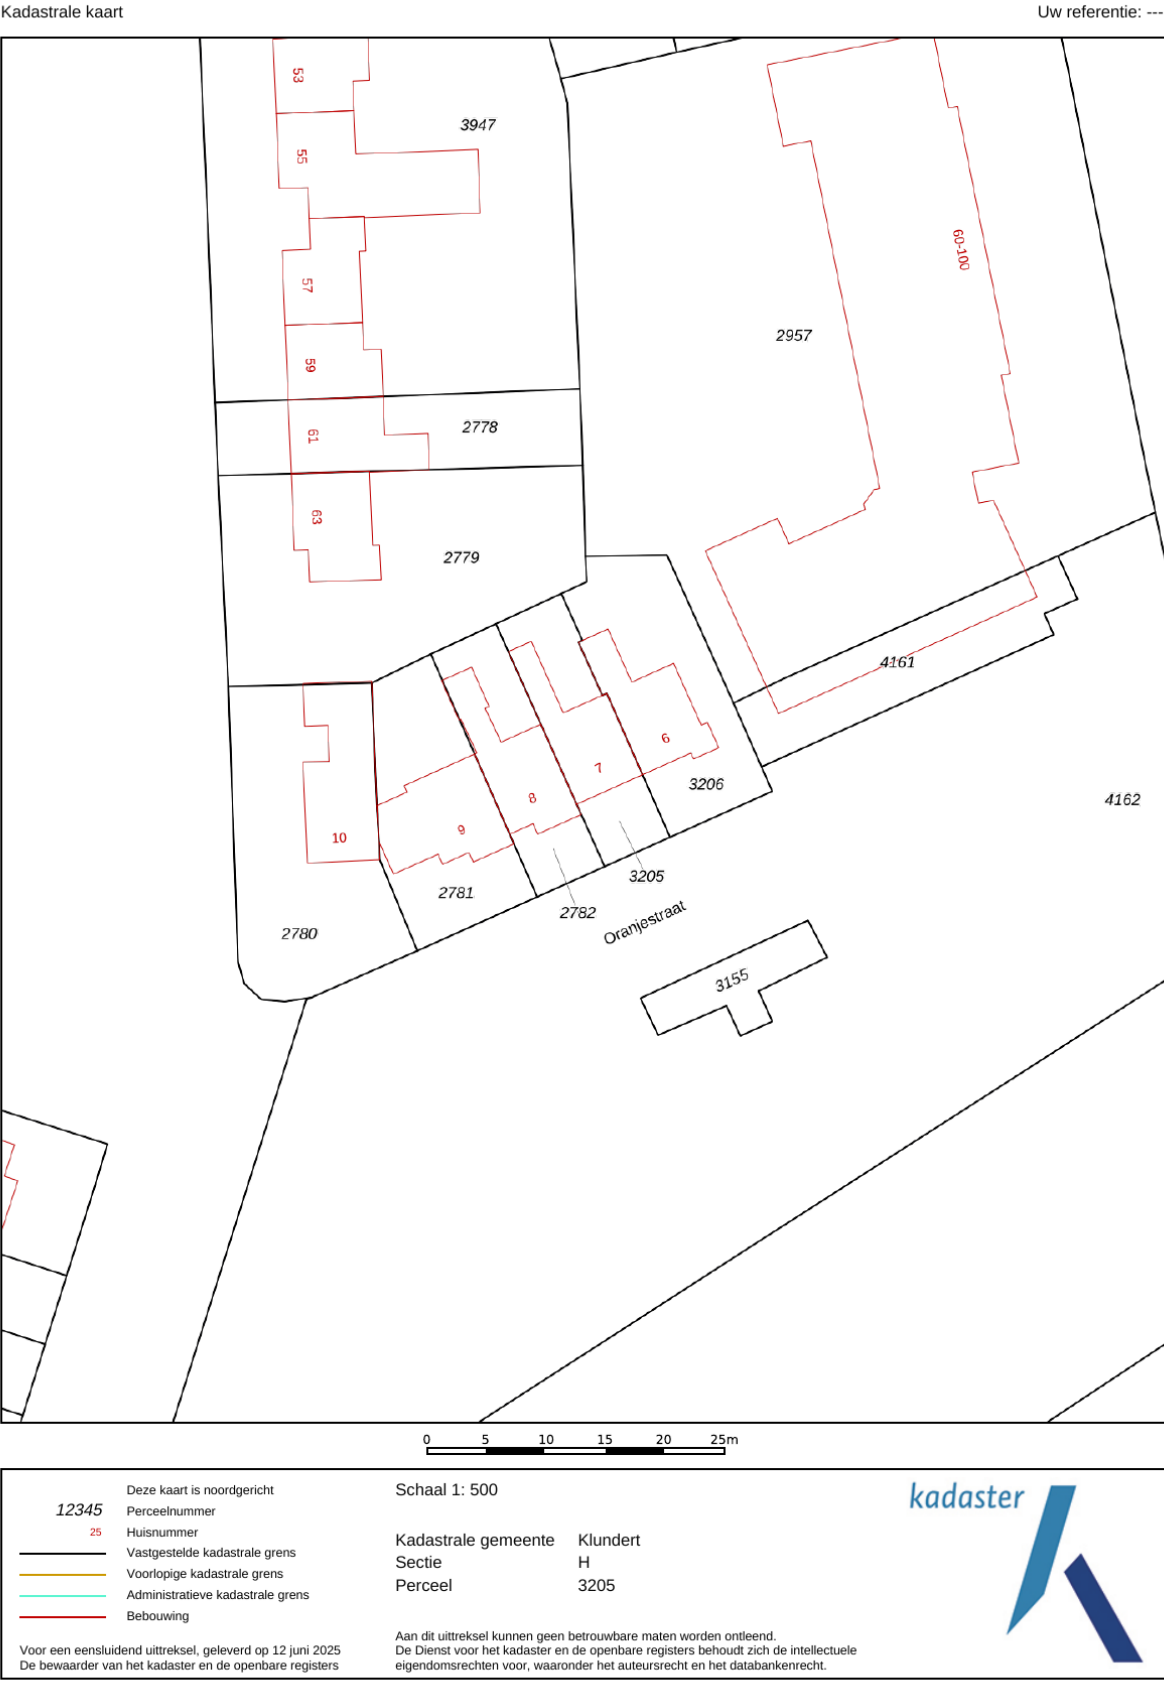 Kadastrale kaart
Uw referentie: ---
53
3947
55
60-100
57
2957
59
2778
61
63
2779
4161
6
7
3206
8
4162
9
10
3205
2781
2782
Oranjestraat
2780
3155
0 5 10 15 20 25m
Deze kaart is noordgericht
12345 Perceelnummer
25 Huisnummer
Vastgestelde kadastrale grens
Voorlopige kadastrale grens
Administratieve kadastrale grens
Bebouwing
Voor een eensluidend uittreksel, geleverd op 12 juni 2025
De bewaarder van het kadaster en de openbare registers
Schaal 1: 500
Kadastrale gemeente Klundert
Sectie H
Perceel 3205
Aan dit uittreksel kunnen geen betrouwbare maten worden ontleend.
De Dienst voor het kadaster en de openbare registers behoudt zich de intellectuele
eigendomsrechten voor, waaronder het auteursrecht en het databankenrecht.
kadaster